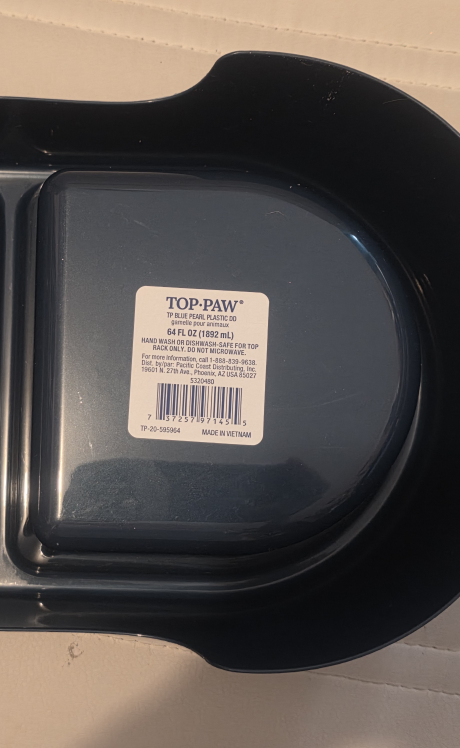 TOP·PAW®
TP BLUE PEARL PLASTIC DD
gamelle pour animaux
64 FL OZ (1892 mL)
HAND WASH OR DISHWASH-SAFE FOR TOP
RACK ONLY. DO NOT MICROWAVE.
For more information, call 1-888-839-9638.
Dist. by/par: Pacific Coast Distributing, Inc.
19601 N. 27th Ave., Phoenix, AZ USA 85027
5320480
7 37257 97145 5
TP-20-595964 MADE IN VIETNAM